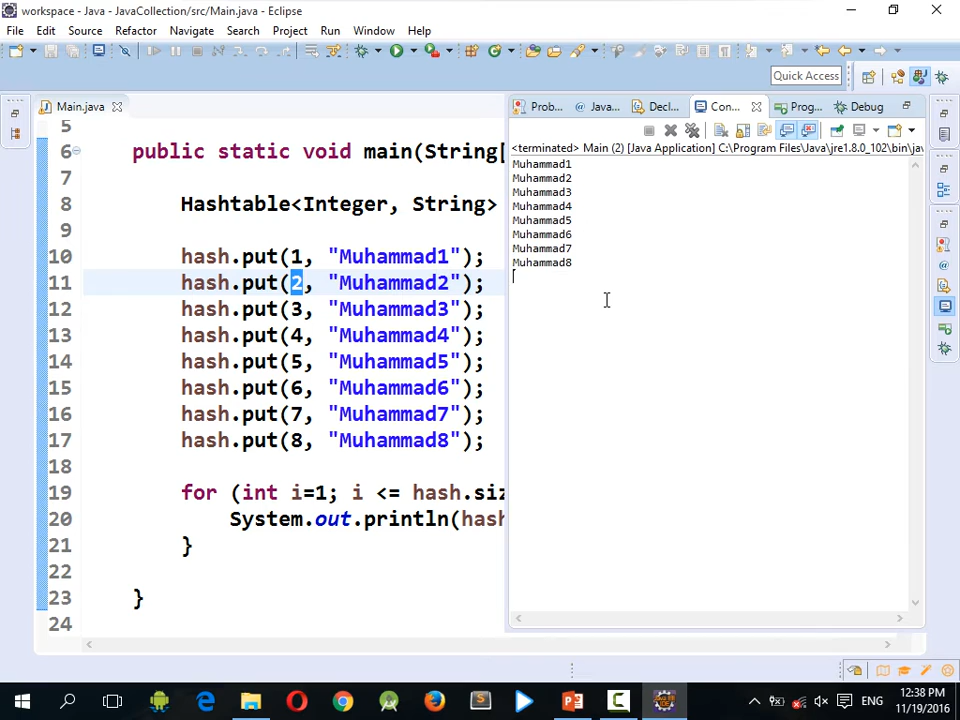 workspace - Java - JavaCollection/src/Main.java - Eclipse
File Edit Source Refactor Navigate Search Project Run Window Help
Quick Access
Main.java
Prob... Java... Decl... Con... Prog... Debug
<terminated> Main (2) [Java Application] C:\Program Files\Java\jre1.8.0_102\bin\jav
5
6 public static void main(String[
7
8 Hashtable<Integer, String>
9
10 hash.put(1, "Muhammad1");
11 hash.put(2, "Muhammad2");
12 hash.put(3, "Muhammad3");
13 hash.put(4, "Muhammad4");
14 hash.put(5, "Muhammad5");
15 hash.put(6, "Muhammad6");
16 hash.put(7, "Muhammad7");
17 hash.put(8, "Muhammad8");
18
19 for (int i=1; i <= hash.siz
20 System.out.println(hash
21 }
22
23 }
24
Muhammad1
Muhammad2
Muhammad3
Muhammad4
Muhammad5
Muhammad6
Muhammad7
Muhammad8
ENG
12:38 PM
11/19/2016